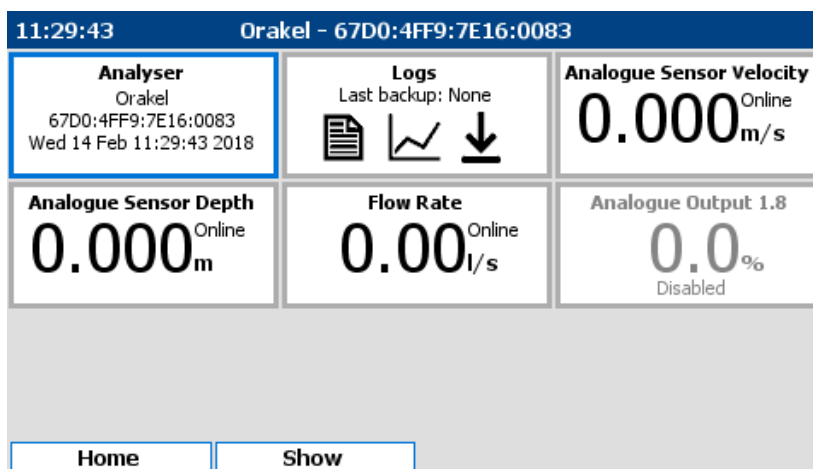 11:29:43 Orakel - 67D0:4FF9:7E16:0083
Analyser
Orakel
67D0:4FF9:7E16:0083
Wed 14 Feb 11:29:43 2018
Logs
Last backup: None
Analogue Sensor Velocity
0.000 Online m/s
Analogue Sensor Depth
0.000 Online m
Flow Rate
0.00 Online l/s
Analogue Output 1.8
0.0 %
Disabled
Home Show